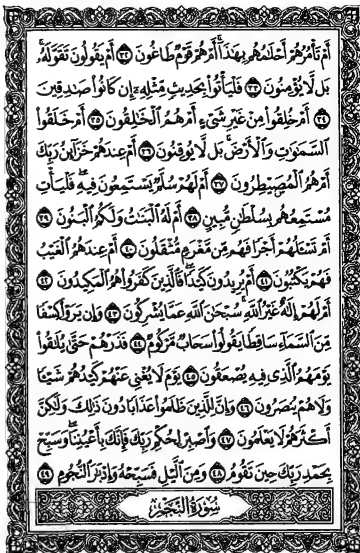 أَمْ تَأْمُرُهُمْ أَحْلَـٰمُهُم بِهَـٰذَآ أَمْ هُمْ قَوْمٌ طَاغُونَ ٣٢ أَمْ يَقُولُونَ تَقَوَّلَهُۥ
بَل لَّا يُؤْمِنُونَ ٣٣ فَلْيَأْتُوا۟ بِحَدِيثٍ مِّثْلِهِۦٓ إِن كَانُوا۟ صَـٰدِقِينَ
٣٤ أَمْ خُلِقُوا۟ مِنْ غَيْرِ شَىْءٍ أَمْ هُمُ ٱلْخَـٰلِقُونَ ٣٥ أَمْ خَلَقُوا۟
ٱلسَّمَـٰوَٰتِ وَٱلْأَرْضَ بَل لَّا يُوقِنُونَ ٣٦ أَمْ عِندَهُمْ خَزَآئِنُ رَبِّكَ
أَمْ هُمُ ٱلْمُصَۣيْطِرُونَ ٣٧ أَمْ لَهُمْ سُلَّمٌ يَسْتَمِعُونَ فِيهِ فَلْيَأْتِ
مُسْتَمِعُهُم بِسُلْطَـٰنٍ مُّبِينٍ ٣٨ أَمْ لَهُ ٱلْبَنَـٰتُ وَلَكُمُ ٱلْبَنُونَ ٣٩
أَمْ تَسْـَٔلُهُمْ أَجْرًا فَهُم مِّن مَّغْرَمٍ مُّثْقَلُونَ ٤٠ أَمْ عِندَهُمُ ٱلْغَيْبُ
فَهُمْ يَكْتُبُونَ ٤١ أَمْ يُرِيدُونَ كَيْدًا فَٱلَّذِينَ كَفَرُوا۟ هُمُ ٱلْمَكِيدُونَ ٤٢
أَمْ لَهُمْ إِلَـٰهٌ غَيْرُ ٱللَّهِ سُبْحَـٰنَ ٱللَّهِ عَمَّا يُشْرِكُونَ ٤٣ وَإِن يَرَوْا۟ كِسْفًا
مِّنَ ٱلسَّمَآءِ سَاقِطًا يَقُولُوا۟ سَحَابٌ مَّرْكُومٌ ٤٤ فَذَرْهُمْ حَتَّىٰ يُلَـٰقُوا۟
يَوْمَهُمُ ٱلَّذِى فِيهِ يُصْعَقُونَ ٤٥ يَوْمَ لَا يُغْنِى عَنْهُمْ كَيْدُهُمْ شَيْـًٔا
وَلَا هُمْ يُنصَرُونَ ٤٦ وَإِنَّ لِلَّذِينَ ظَلَمُوا۟ عَذَابًا دُونَ ذَٰلِكَ وَلَـٰكِنَّ
أَكْثَرَهُمْ لَا يَعْلَمُونَ ٤٧ وَٱصْبِرْ لِحُكْمِ رَبِّكَ فَإِنَّكَ بِأَعْيُنِنَا وَسَبِّحْ
بِحَمْدِ رَبِّكَ حِينَ تَقُومُ ٤٨ وَمِنَ ٱلَّيْلِ فَسَبِّحْهُ وَإِدْبَـٰرَ ٱلنُّجُومِ ٤٩
سُورَةُ النَّجْمِ